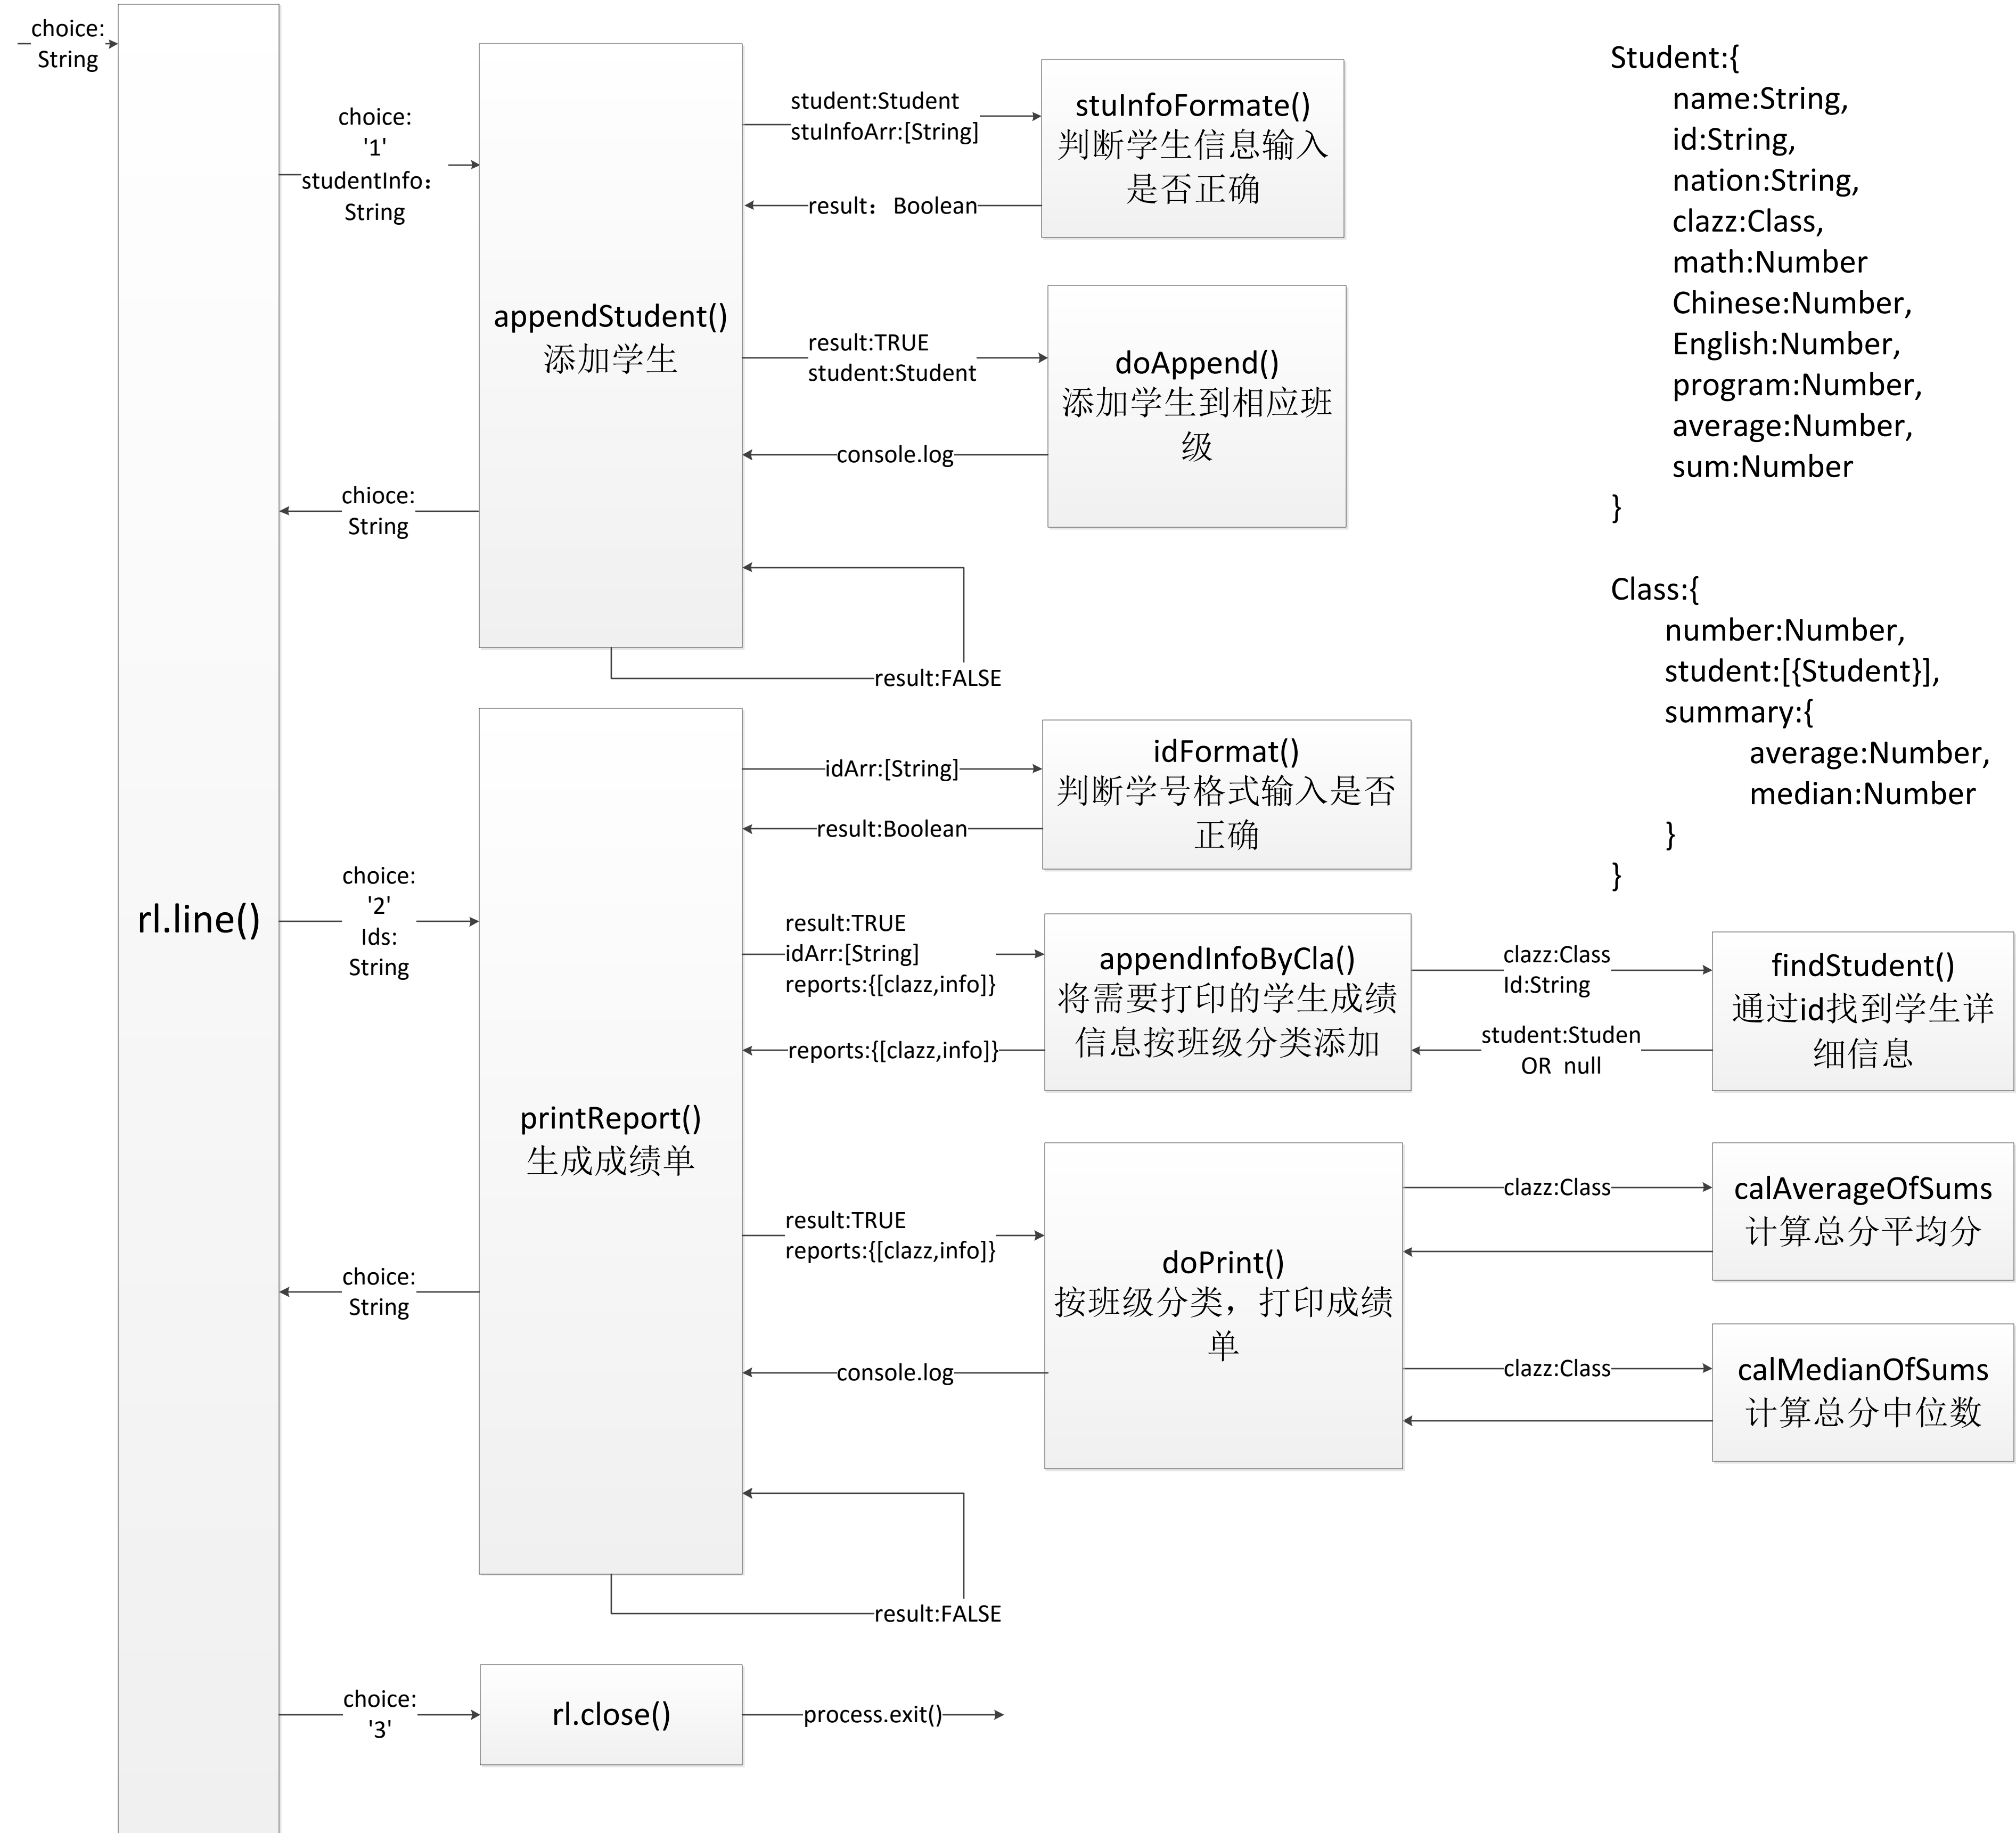 choice:
String
rl.line()
choice:
'1'
studentInfo：
String
appendStudent()
添加学生
student:Student
stuInfoArr:[String]
stuInfoFormate()
判断学生信息输入
是否正确
result： Boolean
result:TRUE
student:Student
doAppend()
添加学生到相应班
级
console.log
chioce:
String
result:FALSE
choice:
'2'
Ids:
String
printReport()
生成成绩单
idArr:[String]
idFormat()
判断学号格式输入是否
正确
result:Boolean
result:TRUE
idArr:[String]
reports:{[clazz,info]}
appendInfoByCla()
将需要打印的学生成绩
信息按班级分类添加
reports:{[clazz,info]}
clazz:Class
Id:String
findStudent()
通过id找到学生详
细信息
student:Studen
OR null
result:TRUE
reports:{[clazz,info]}
doPrint()
按班级分类，打印成绩
单
console.log
clazz:Class
calAverageOfSums
计算总分平均分
clazz:Class
calMedianOfSums
计算总分中位数
choice:
String
result:FALSE
choice:
'3'
rl.close()
process.exit()
Student:{
name:String,
id:String,
nation:String,
clazz:Class,
math:Number
Chinese:Number,
English:Number,
program:Number,
average:Number,
sum:Number
}
Class:{
number:Number,
student:[{Student}],
summary:{
average:Number,
median:Number
}
}